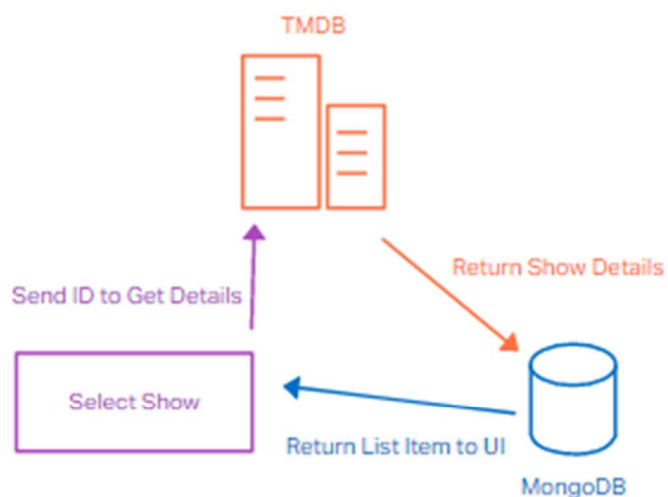 TMDB
Return Show Details
Send ID to Get Details
Select Show
Return List Item to UI
MongoDB